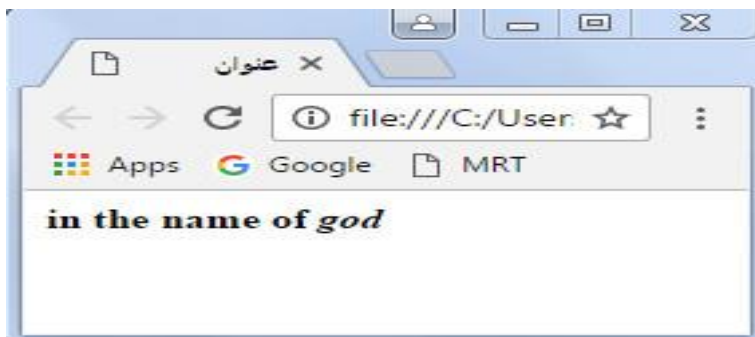 عنوان
file:///C:/User
Apps Google MRT
in the name of god